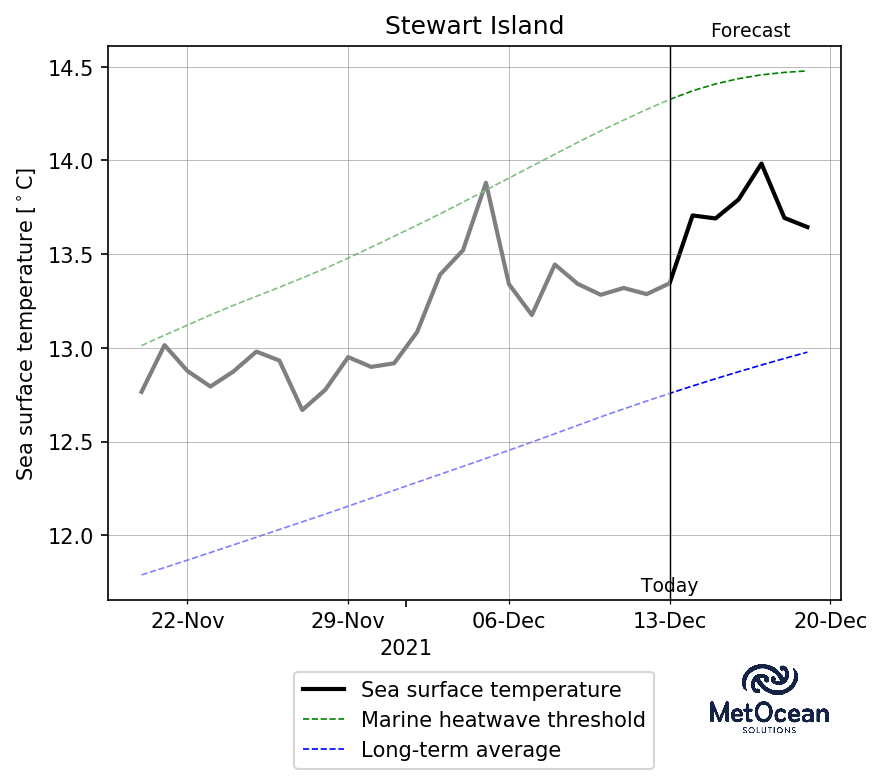 Stewart Island
Forecast
Sea surface temperature [°C]
14.5
14.0
13.5
13.0
12.5
12.0
Today
22-Nov 29-Nov 06-Dec 13-Dec 20-Dec
2021
Sea surface temperature
Marine heatwave threshold
Long-term average
MetOcean
SOLUTIONS